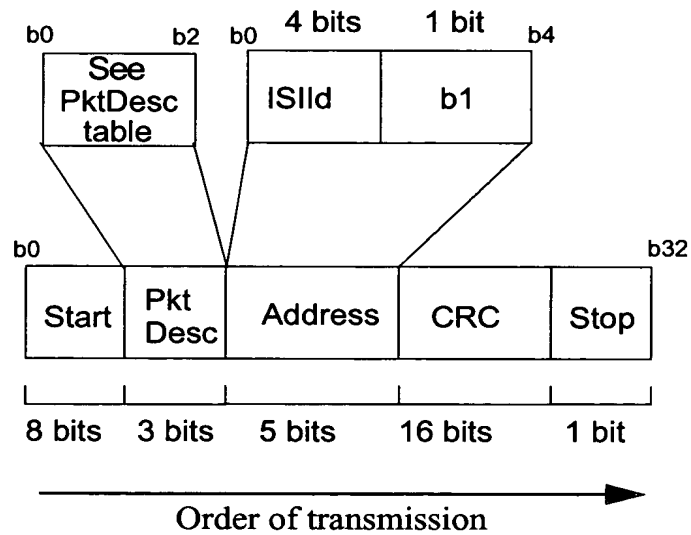 4 bits 1 bit
b0 b2 b0 b4
See
PktDesc
table
ISIId b1
b0 b32
Start Pkt
Desc Address CRC Stop
8 bits 3 bits 5 bits 16 bits 1 bit
Order of transmission